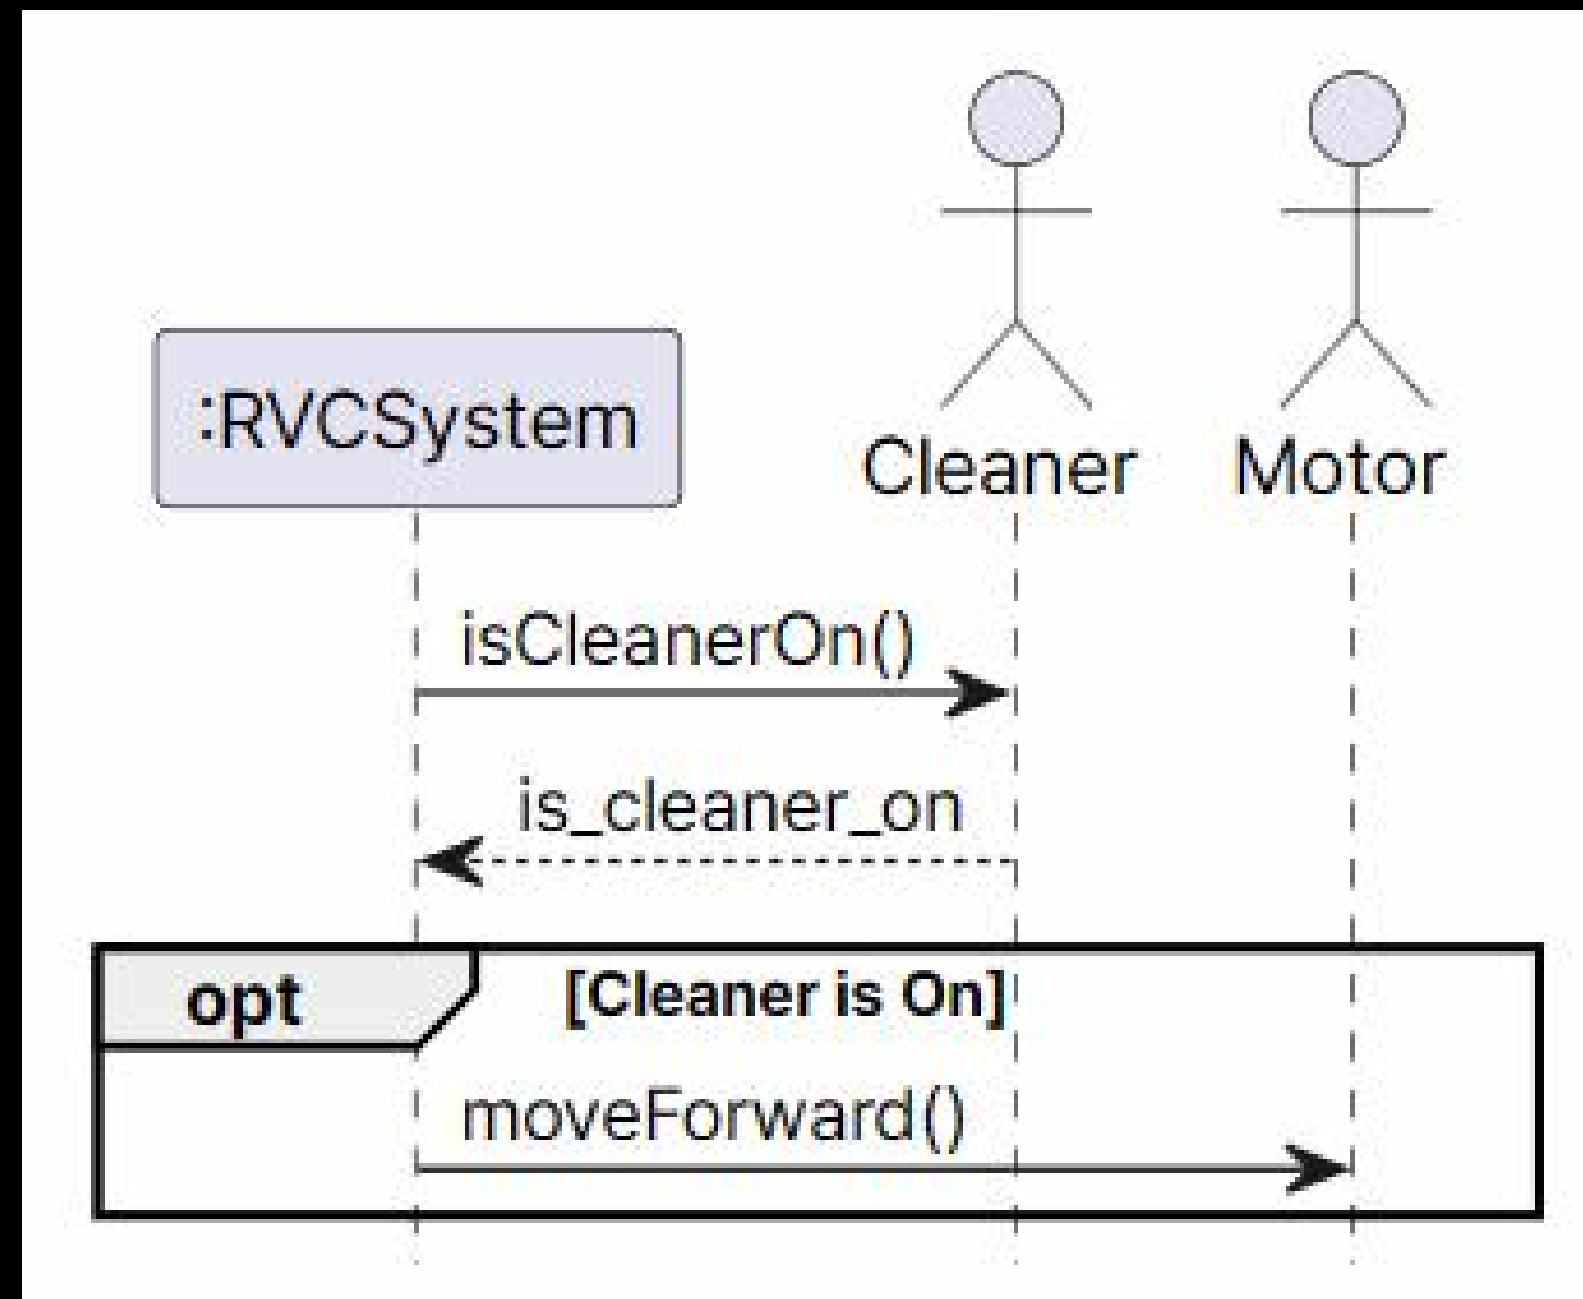 :RVCSystem
Cleaner
Motor
isCleanerOn()
is_cleaner_on
opt
[Cleaner is On]
moveForward()